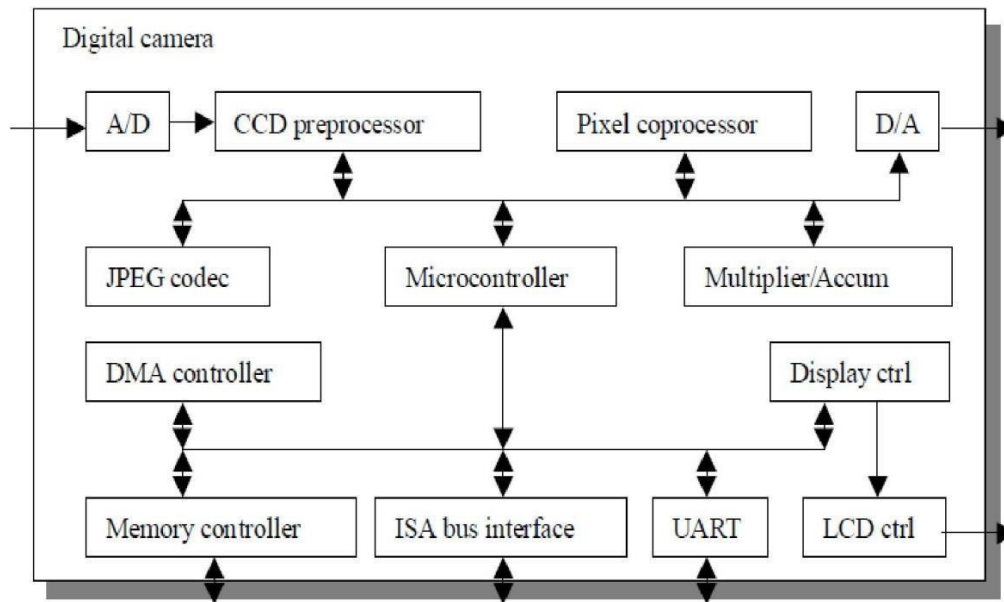 Digital camera
A/D
CCD preprocessor
Pixel coprocessor
D/A
JPEG codec
Microcontroller
Multiplier/Accum
DMA controller
Display ctrl
Memory controller
ISA bus interface
UART
LCD ctrl